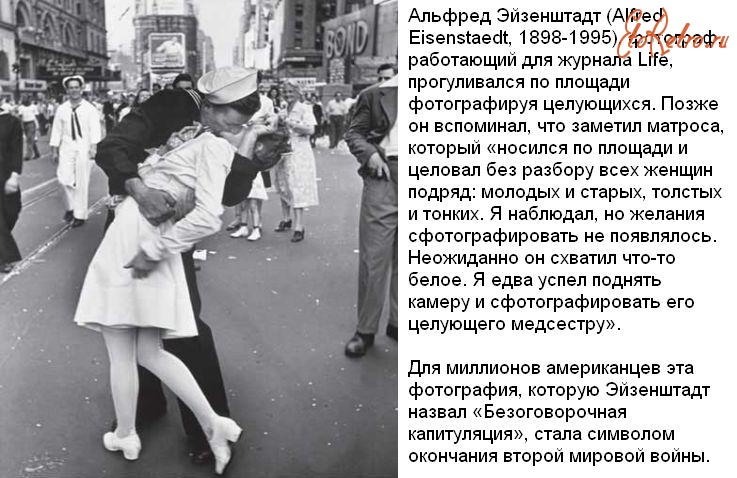 BOND
EtoRetro.ru
Альфред Эйзенштадт (Alfred
Eisenstaedt, 1898-1995), фотограф,
работающий для журнала Life,
прогуливался по площади
фотографируя целующихся. Позже
он вспоминал, что заметил матроса,
который «носился по площади и
целовал без разбору всех женщин
подряд: молодых и старых, толстых
и тонких. Я наблюдал, но желания
сфотографировать не появлялось.
Неожиданно он схватил что-то
белое. Я едва успел поднять
камеру и сфотографировать его
целующего медсестру».
Для миллионов американцев эта
фотография, которую Эйзенштадт
назвал «Безоговорочная
капитуляция», стала символом
окончания второй мировой войны.